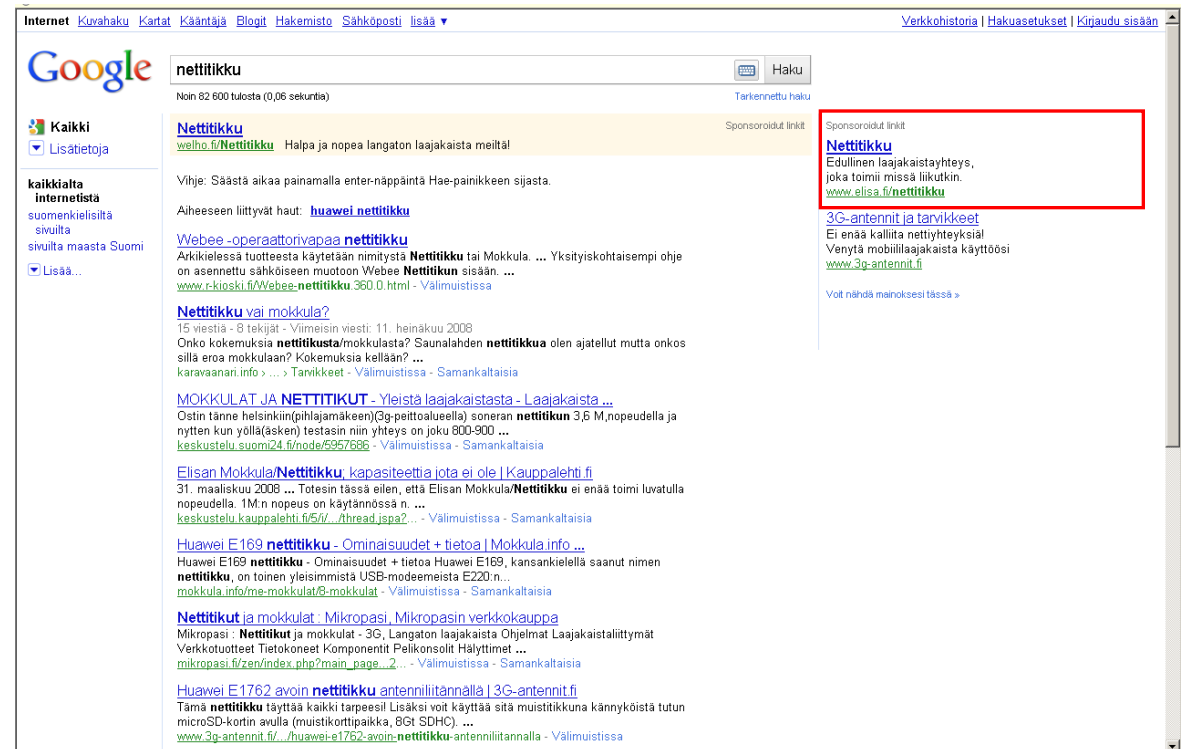 Internet Kuvahaku Kartat Kääntäjä Blogit Hakemisto Sähköposti lisää ▼
Verkkohistoria | Hakuasetukset | Kirjaudu sisään
Google
nettitikku
Haku
Noin 82 600 tulosta (0,06 sekuntia)
Tarkennettu haku
Kaikki
Lisätietoja
kaikkialta
internetistä
suomenkielisiltä
sivuilta
sivuilta maasta Suomi
Lisää...
Nettitikku
Sponsoroidut linkit
welho.fi/Nettitikku Halpa ja nopea langaton laajakaista meiltä!
Vihje: Säästä aikaa painamalla enter-näppäintä Hae-painikkeen sijasta.
Aiheeseen liittyvät haut: huawei nettitikku
Webee -operaattorivapaa nettitikku
Arkikielessä tuotteesta käytetään nimitystä Nettitikku tai Mokkula. ... Yksityiskohtaisempi ohje
on asennettu sähköiseen muotoon Webee Nettitikun sisään. ...
www.r-kioski.fi/Webee-nettitikku.360.0.html - Välimuistissa
Nettitikku vai mokkula?
15 viestiä - 8 tekijät - Viimeisin viesti: 11. heinäkuu 2008
Onko kokemuksia nettitikusta/mokkulasta? Saunalahden nettitikkua olen ajatellut mutta onkos
sillä eroa mokkulaan? Kokemuksia kellään? ...
karavaanari.info › ... › Tarvikkeet - Välimuistissa - Samankaltaisia
MOKKULAT JA NETTITIKUT - Yleistä laajakaistasta - Laajakaista ...
Ostin tänne helsinkiin(pihlajamäkeen)(3g-peittoalueella) soneran nettitikun 3,6 M,nopeudella ja
nytten kun yöllä(äsken) testasin niin yhteys on joku 800-900 ...
keskustelu.suomi24.fi/node/5957686 - Välimuistissa - Samankaltaisia
Elisan Mokkula/Nettitikku; kapasiteettia jota ei ole | Kauppalehti.fi
31. maaliskuu 2008 ... Totesin tässä eilen, että Elisan Mokkula/Nettitikku ei enää toimi luvatulla
nopeudella. 1M:n nopeus on käytännössä n. ...
keskustelu.kauppalehti.fi/5/i/.../thread.jspa?... - Välimuistissa - Samankaltaisia
Huawei E169 nettitikku - Ominaisuudet + tietoa | Mokkula.info ...
Huawei E169 nettitikku - Ominaisuudet + tietoa Huawei E169, kansankielellä saanut nimen
nettitikku, on toinen yleisimmistä USB-modeemeista E220:n...
mokkula.info/me-mokkulat/8-mokkulat - Välimuistissa - Samankaltaisia
Nettitikut ja mokkulat : Mikropasi, Mikropasin verkkokauppa
Mikropasi : Nettitikut ja mokkulat - 3G, Langaton laajakaista Ohjelmat Laajakaistaliittymät
Verkkotuotteet Tietokoneet Komponentit Pelikonsolit Hälyttimet ...
mikropasi.fi/zen/index.php?main_page...2... - Välimuistissa - Samankaltaisia
Huawei E1762 avoin nettitikku antenniliitännällä | 3G-antennit.fi
Tämä nettitikku täyttää kaikki tarpeesi! Lisäksi voit käyttää sitä muistitikkuna kännyköistä tutun
microSD-kortin avulla (muistikorttipaikka, 8Gt SDHC). ...
www.3g-antennit.fi/.../huawei-e1762-avoin-nettitikku-antenniliitannalla - Välimuistissa
Sponsoroidut linkit
Nettitikku
Edullinen laajakaistayhteys,
joka toimii missä liikutkin.
www.elisa.fi/nettitikku
3G-antennit ja tarvikkeet
Ei enää kalliita nettiyhteyksiä!
Venytä mobiililaajakaista käyttöösi
www.3g-antennit.fi
Voit nähdä mainoksesi tässä »